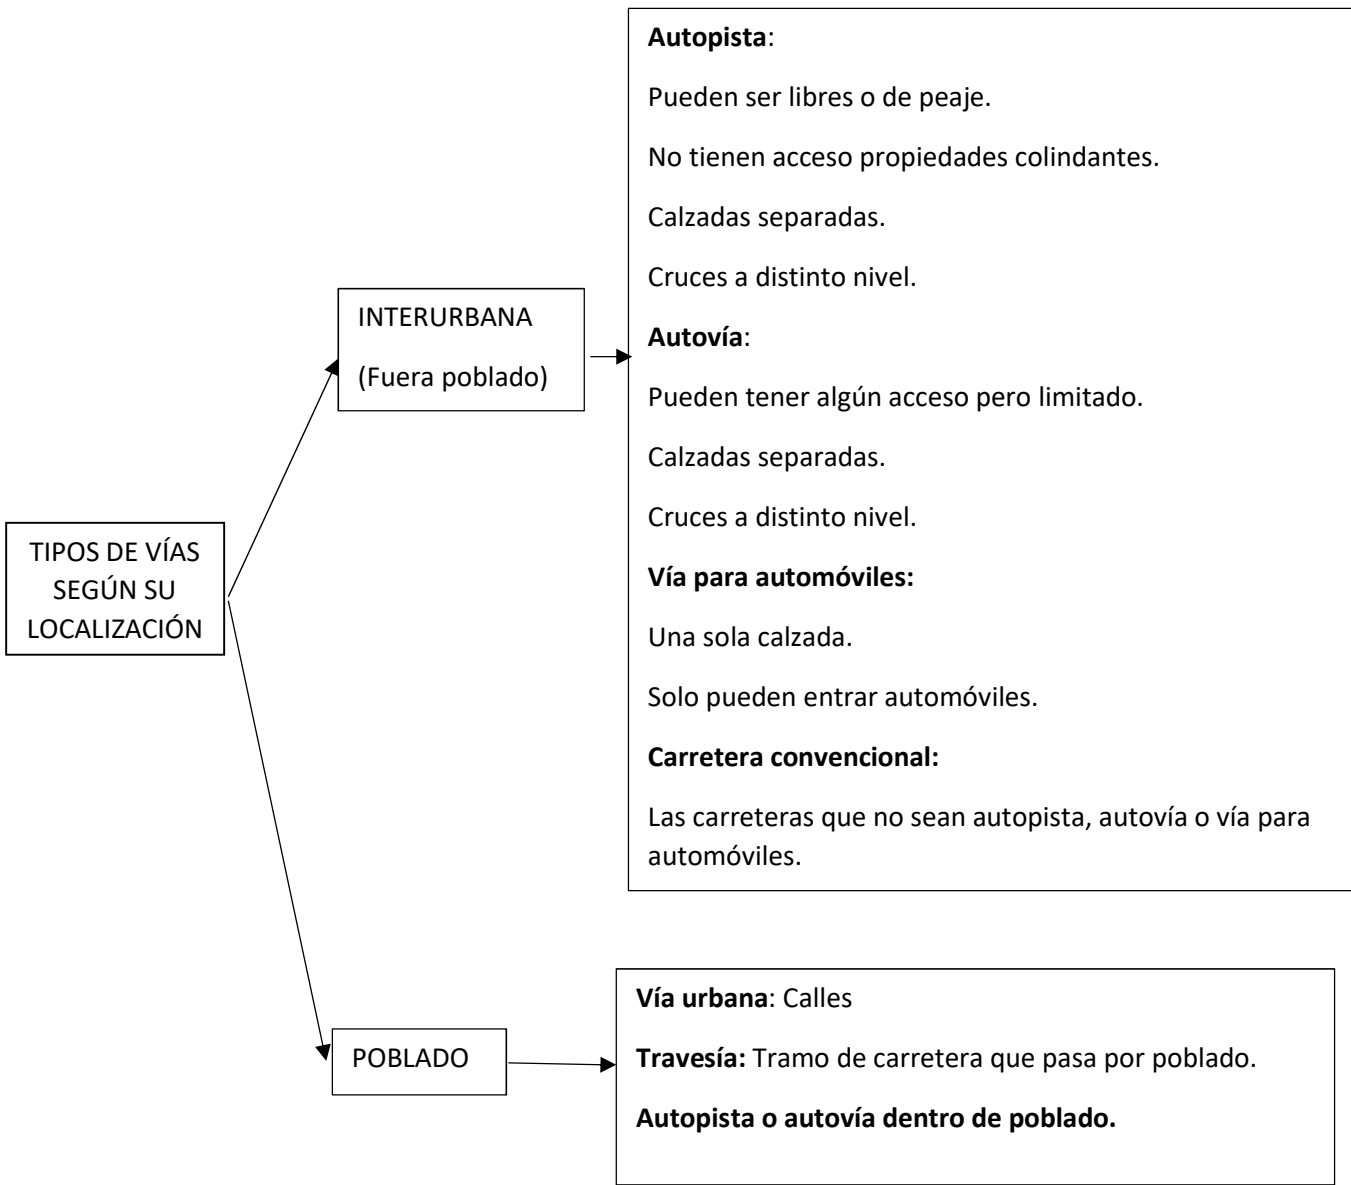 TIPOS DE VÍAS
SEGÚN SU
LOCALIZACIÓN
INTERURBANA
(Fuera poblado)
Autopista:
Pueden ser libres o de peaje.
No tienen acceso propiedades colindantes.
Calzadas separadas.
Cruces a distinto nivel.
Autovía:
Pueden tener algún acceso pero limitado.
Calzadas separadas.
Cruces a distinto nivel.
Vía para automóviles:
Una sola calzada.
Solo pueden entrar automóviles.
Carretera convencional:
Las carreteras que no sean autopista, autovía o vía para
automóviles.
POBLADO
Vía urbana: Calles
Travesía: Tramo de carretera que pasa por poblado.
Autopista o autovía dentro de poblado.